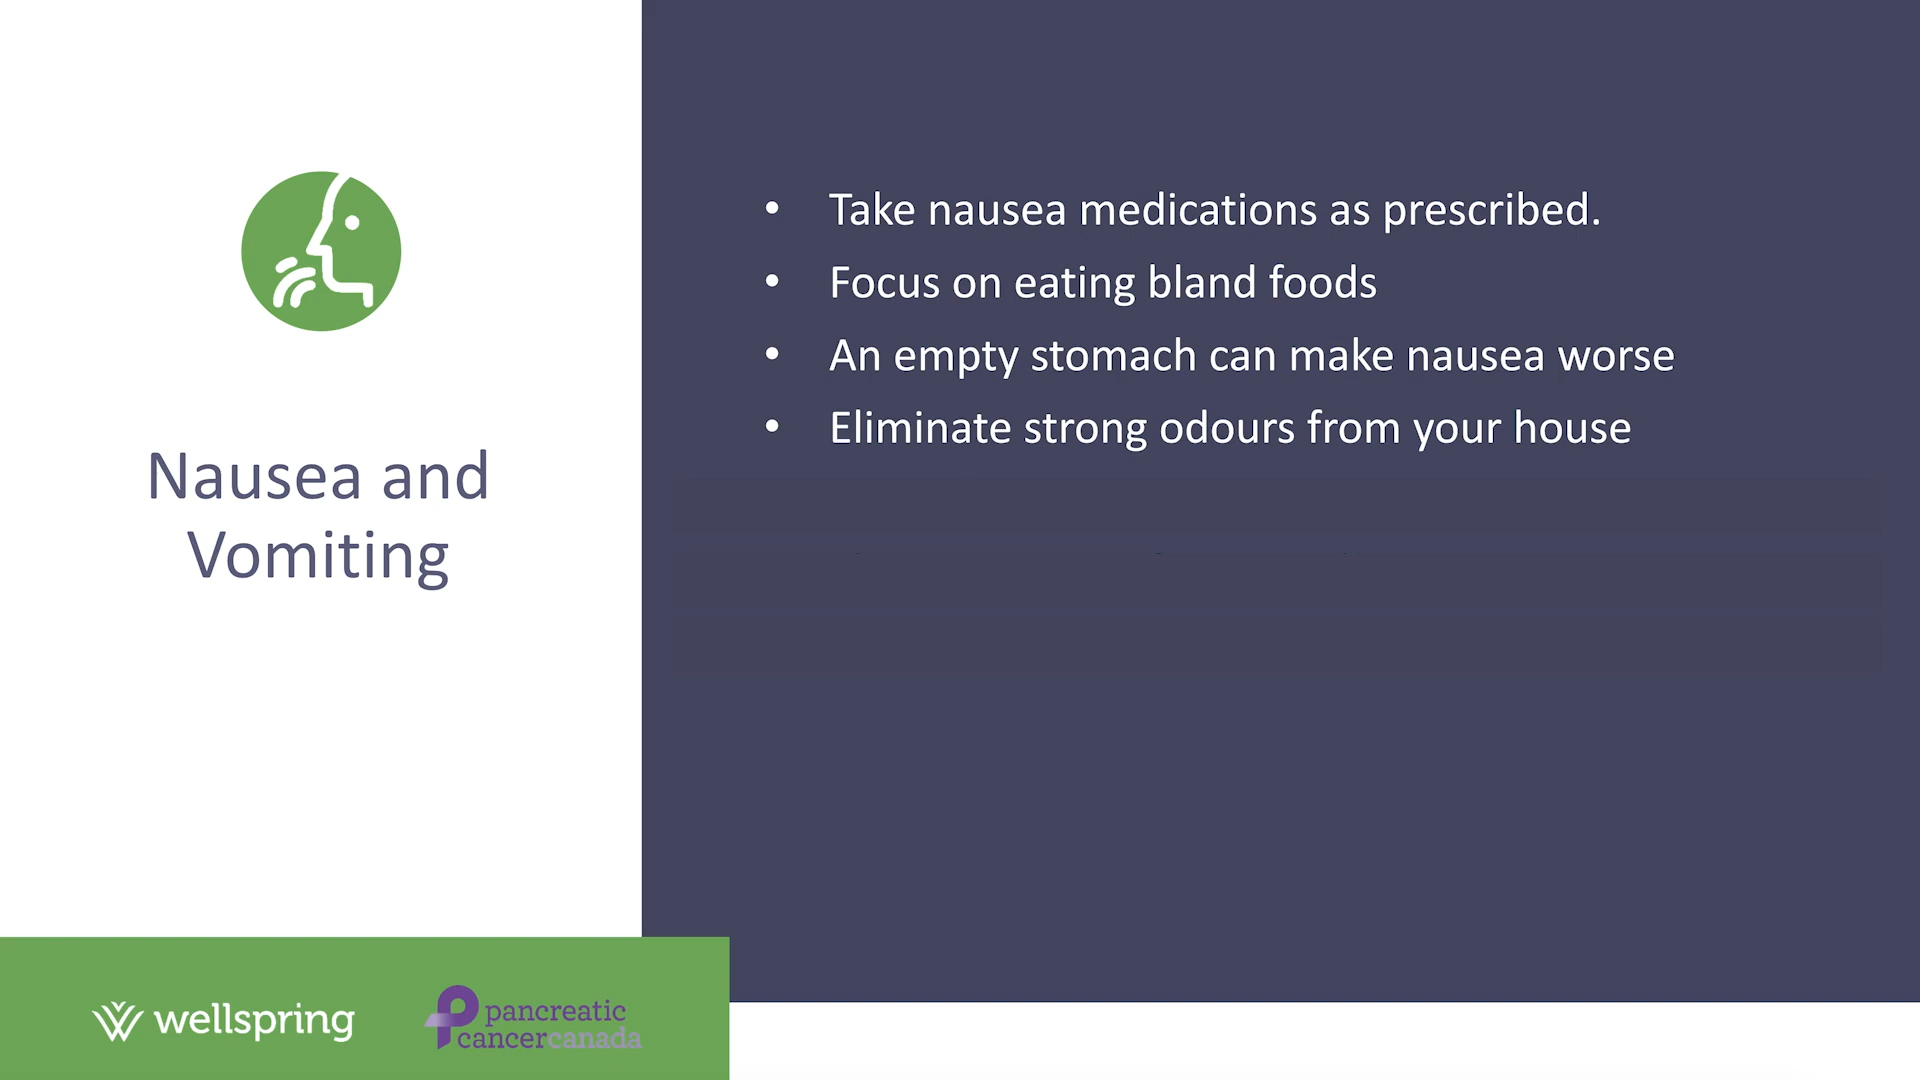 Nausea and
Vomiting
• Take nausea medications as prescribed.
• Focus on eating bland foods
• An empty stomach can make nausea worse
• Eliminate strong odours from your house
wellspring
pancreatic
cancercanada